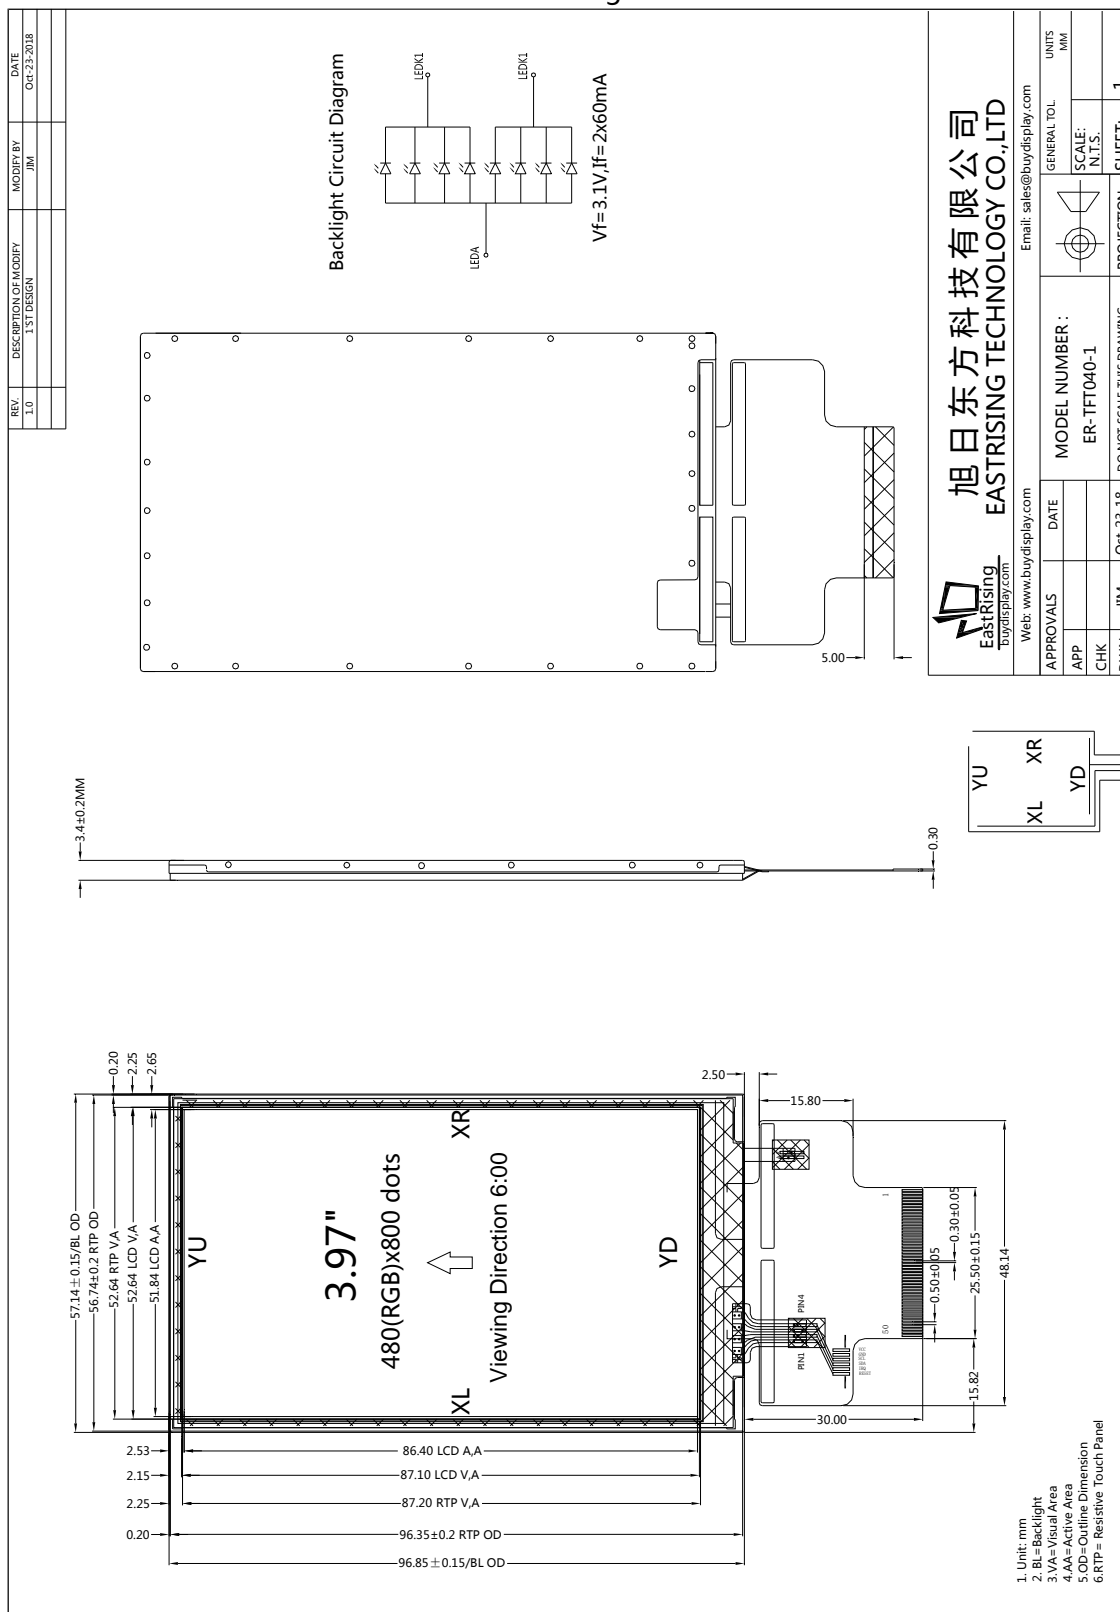 REV.
DESCRIPTION OF MODIFY
MODIFY BY
DATE
1.0
1'ST DESIGN
JIM
Oct-23-2018
Backlight Circuit Diagram
LEDK1
LEDK1
LEDA
Vf=3.1V,If=2x60mA
5.00
3.4±0.2MM
0.30
57.14±0.15/BL OD
56.74±0.2 RTP OD
52.64 RTP V,A
52.64 LCD V,A
51.84 LCD A,A
0.20
2.25
2.65
YU
XR
XL
YD
3.97"
480(RGB)x800 dots
Viewing Direction 6:00
2.53
86.40 LCD A,A
2.15
87.10 LCD V,A
2.25
87.20 RTP V,A
0.20
96.35±0.2 RTP OD
96.85±0.15/BL OD
2.50
15.80
PIN1
PIN4
1
50
0.50±0.05
0.30±0.05
25.50±0.15
48.14
15.82
30.00
YU
XL
XR
YD
1. Unit: mm
2. BL=Backlight
3.VA=Visual Area
4.AA=Active Area
5.OD=Outline Dimension
6.RTP= Resistive Touch Panel
EastRising
buydisplay.com
旭日东方科技有限公司
EASTRISING TECHNOLOGY CO.,LTD
Web: www.buydisplay.com
Email: sales@buydisplay.com
APPROVALS
DATE
MODEL NUMBER :
ER-TFT040-1
GENERAL TOL.
UNITS
MM
APP
CHK
SCALE:
N.T.S.
JIM
Oct-23-18
DO NOT SCALE THIS DRAWING
PROJECTION
SHEET:
1